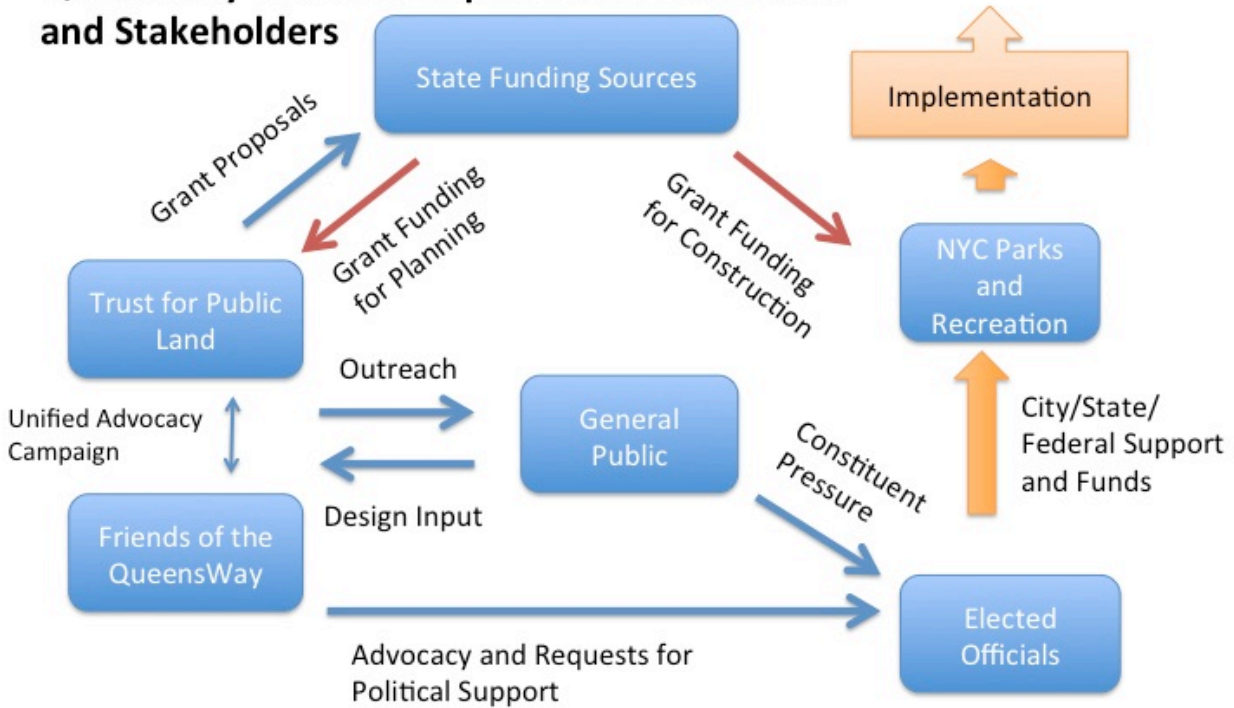 and Stakeholders
State Funding Sources
Implementation
Grant Proposals
Grant Funding
for Planning
Grant Funding
for Construction
NYC Parks
and
Recreation
Trust for Public
Land
Outreach
General
Public
Unified Advocacy
Campaign
Design Input
Constituent
Pressure
City/State/
Federal Support
and Funds
Friends of the
QueensWay
Elected
Officials
Advocacy and Requests for
Political Support